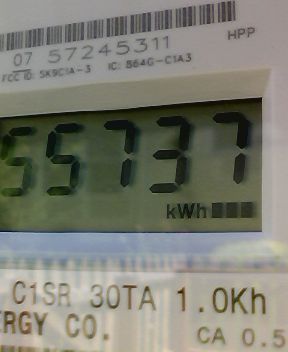 07 57245311 HPP
FCC ID: SK9C1A-3 IC: 864G-C1A3
55737
kWh
C1SR 30TA 1.0Kh
ERGY CO. CA 0.5